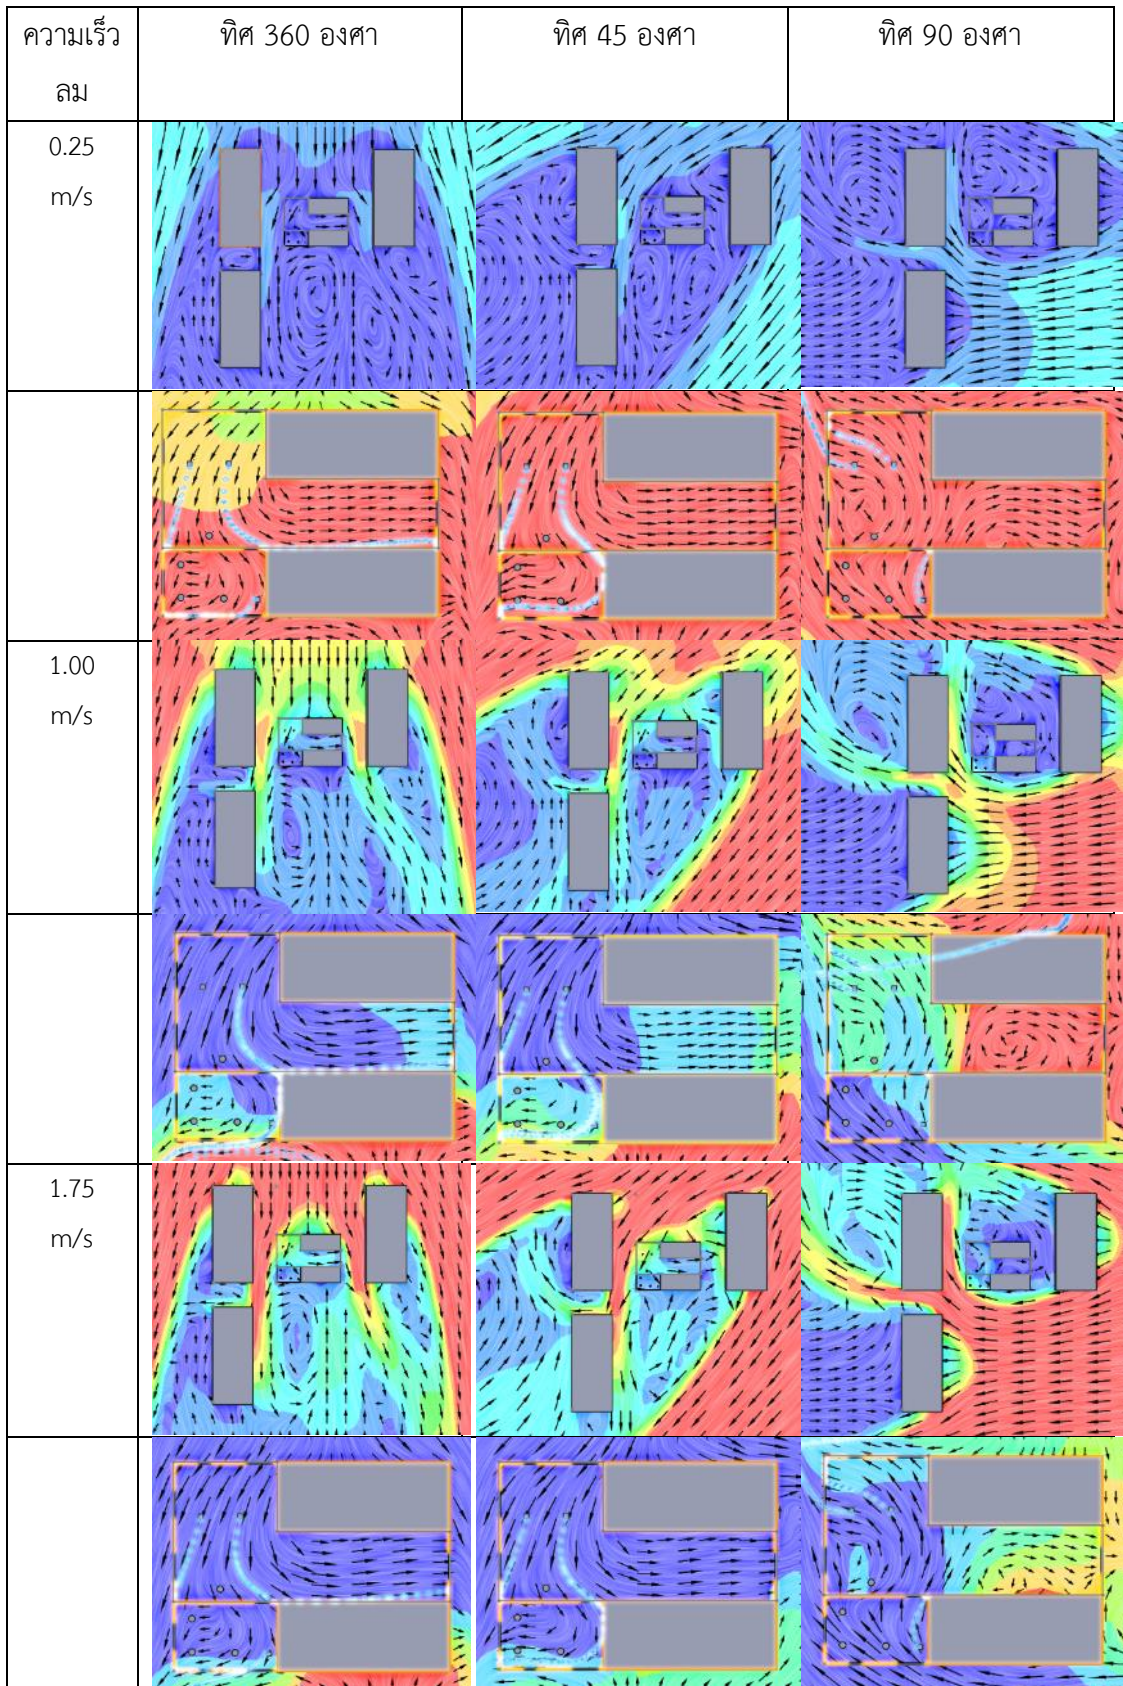 ความเร็ว
ลม
ทิศ 360 องศา
ทิศ 45 องศา
ทิศ 90 องศา
0.25
m/s
1.00
m/s
1.75
m/s